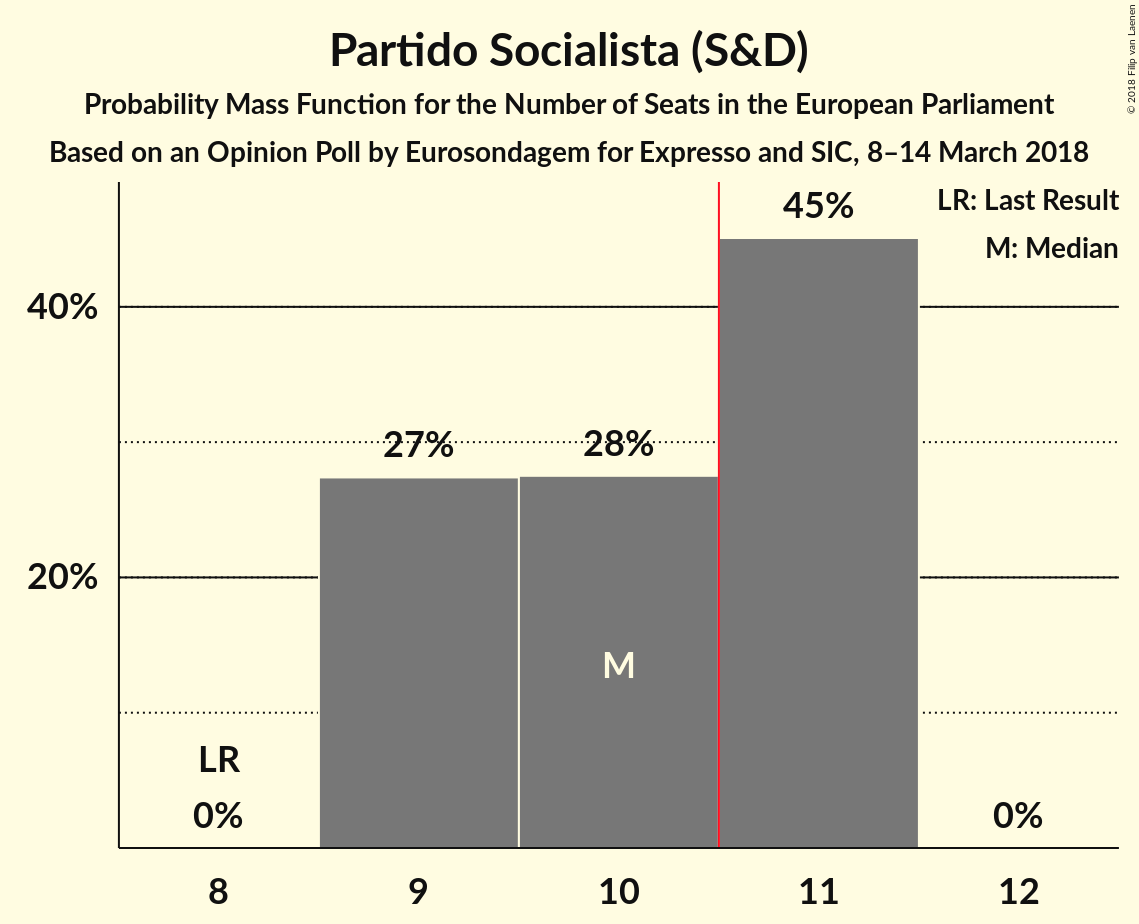 Partido Socialista (S&D)
Probability Mass Function for the Number of Seats in the European Parliament
Based on an Opinion Poll by Eurosondagem for Expresso and SIC, 8–14 March 2018
© 2018 Filip van Laenen
LR: Last Result
M: Median
45%
40%
27%
28%
20%
M
LR
0%
0%
8
9
10
11
12